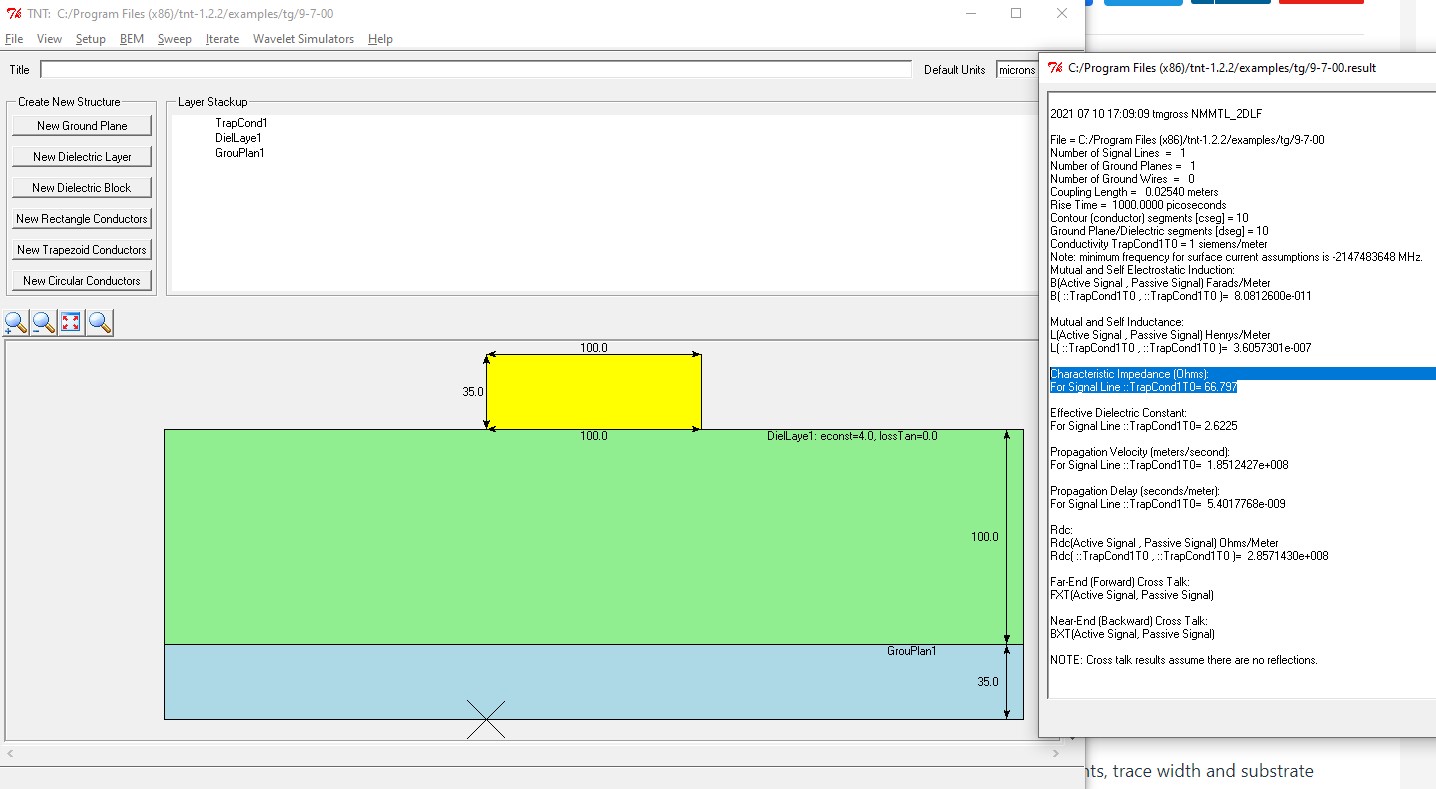 TNT: C:/Program Files (x86)/tnt-1.2.2/examples/tg/9-7-00
File View Setup BEM Sweep Iterate Wavelet Simulators Help
Title Default Units microns
Create New Structure
New Ground Plane
New Dielectric Layer
New Dielectric Block
New Rectangle Conductors
New Trapezoid Conductors
New Circular Conductors
Layer Stackup
TrapCond1
DielLaye1
GrouPlan1
100.0
35.0
100.0
DielLaye1: econst=4.0, lossTan=0.0
100.0
GrouPlan1
35.0
C:/Program Files (x86)/tnt-1.2.2/examples/tg/9-7-00.result
2021 07 10 17:09:09 tmgross NMMTL_2DLF
File = C:/Program Files (x86)/tnt-1.2.2/examples/tg/9-7-00
Number of Signal Lines = 1
Number of Ground Planes = 1
Number of Ground Wires = 0
Coupling Length = 0.02540 meters
Rise Time = 1000.0000 picoseconds
Contour (conductor) segments [cseg] = 10
Ground Plane/Dielectric segments [dseg] = 10
Conductivity TrapCond1T0 = 1 siemens/meter
Note: minimum frequency for surface current assumptions is -2147483648 MHz.
Mutual and Self Electrostatic Induction:
B(Active Signal , Passive Signal) Farads/Meter
B( ::TrapCond1T0 , ::TrapCond1T0 )= 8.0812600e-011
Mutual and Self Inductance:
L(Active Signal , Passive Signal) Henrys/Meter
L( ::TrapCond1T0 , ::TrapCond1T0 )= 3.6057301e-007
Characteristic Impedance (Ohms):
For Signal Line ::TrapCond1T0= 66.797
Effective Dielectric Constant:
For Signal Line ::TrapCond1T0= 2.6225
Propagation Velocity (meters/second):
For Signal Line ::TrapCond1T0= 1.8512427e+008
Propagation Delay (seconds/meter):
For Signal Line ::TrapCond1T0= 5.4017768e-009
Rdc:
Rdc(Active Signal , Passive Signal) Ohms/Meter
Rdc( ::TrapCond1T0 , ::TrapCond1T0 )= 2.8571430e+008
Far-End (Forward) Cross Talk:
FXT(Active Signal, Passive Signal)
Near-End (Backward) Cross Talk:
BXT(Active Signal, Passive Signal)
NOTE: Cross talk results assume there are no reflections.
trace width and substrate